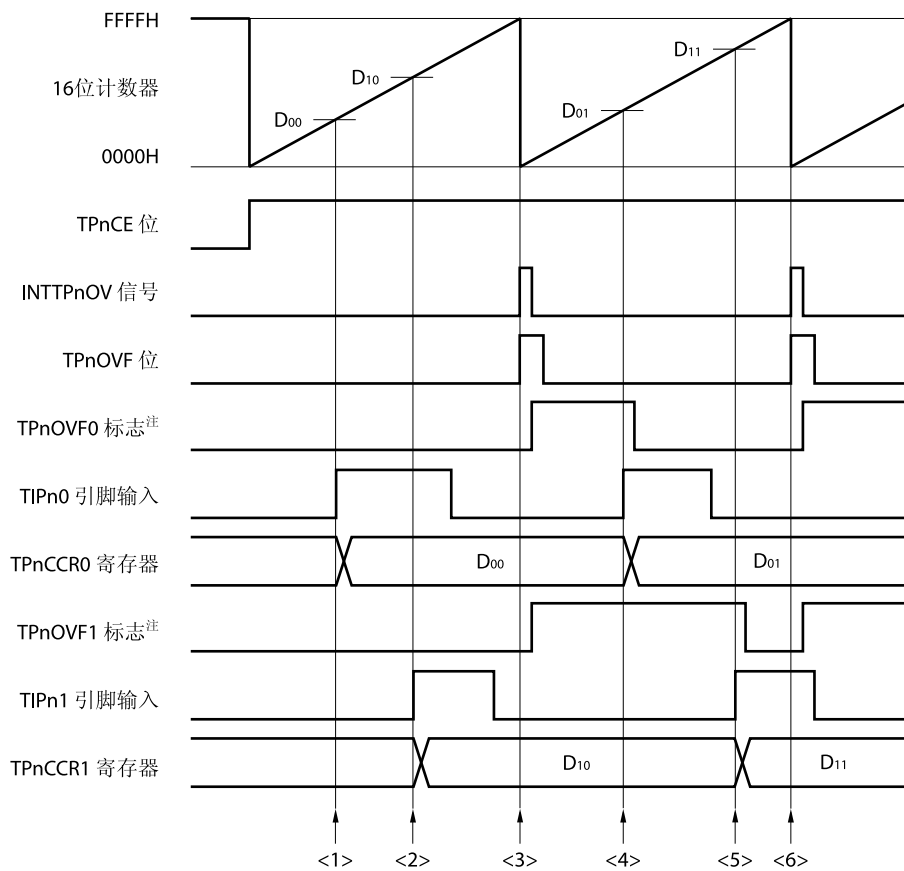 FFFFH
16位计数器
0000H
D00
D10
D01
D11
TPnCE 位
INTTPnOV 信号
TPnOVF 位
TPnOVF0 标志注
TIPn0 引脚输入
TPnCCR0 寄存器
D00
D01
TPnOVF1 标志注
TIPn1 引脚输入
TPnCCR1 寄存器
D10
D11
<1> <2> <3> <4> <5> <6>